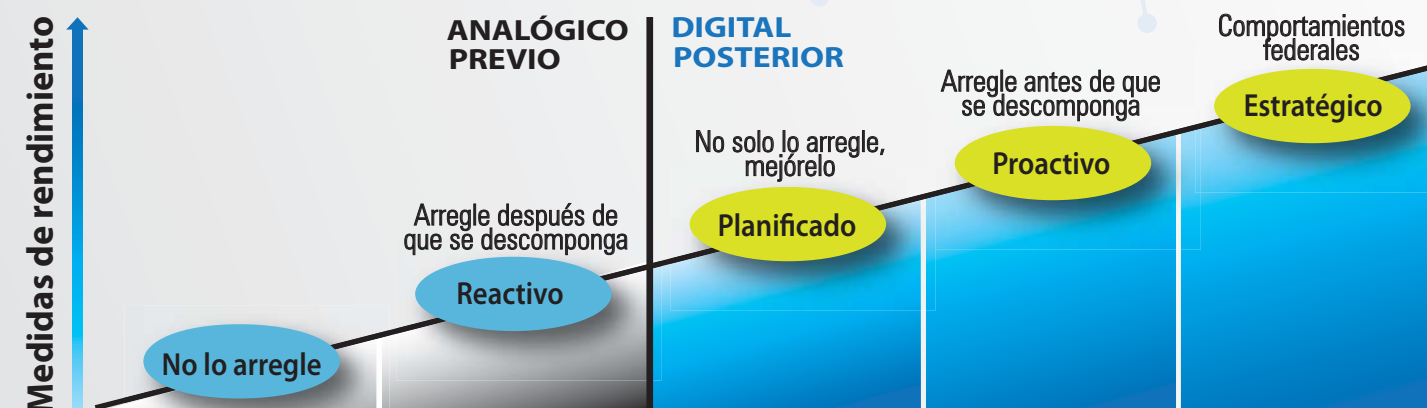 Medidas de rendimiento
ANALÓGICO
PREVIO
DIGITAL
POSTERIOR
No lo arregle
Arregle después de
que se descomponga
Reactivo
No solo lo arregle,
mejórelo
Planificado
Arregle antes de que
se descomponga
Proactivo
Comportamientos
federales
Estratégico